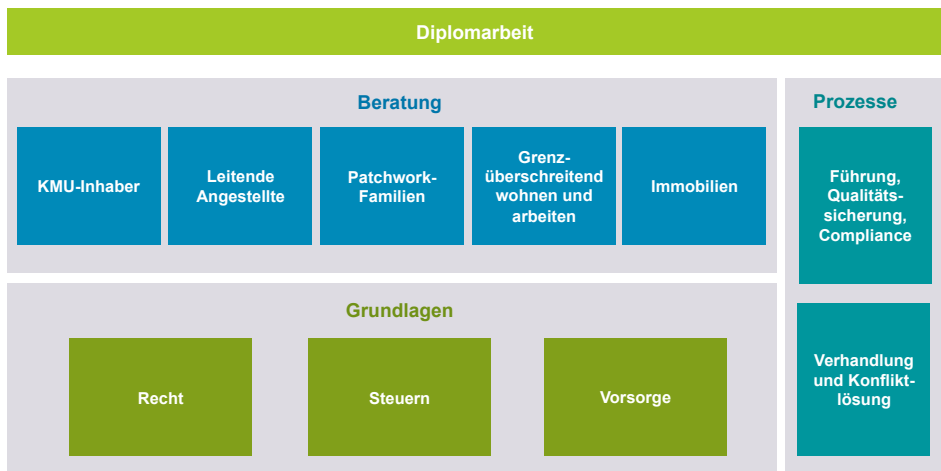 Diplomarbeit
Beratung
KMU-Inhaber
Leitende
Angestellte
Patchwork-
Familien
Grenz-
überschreitend
wohnen und
arbeiten
Immobilien
Grundlagen
Recht
Steuern
Vorsorge
Prozesse
Führung,
Qualitäts-
sicherung,
Compliance
Verhandlung
und Konflikt-
lösung